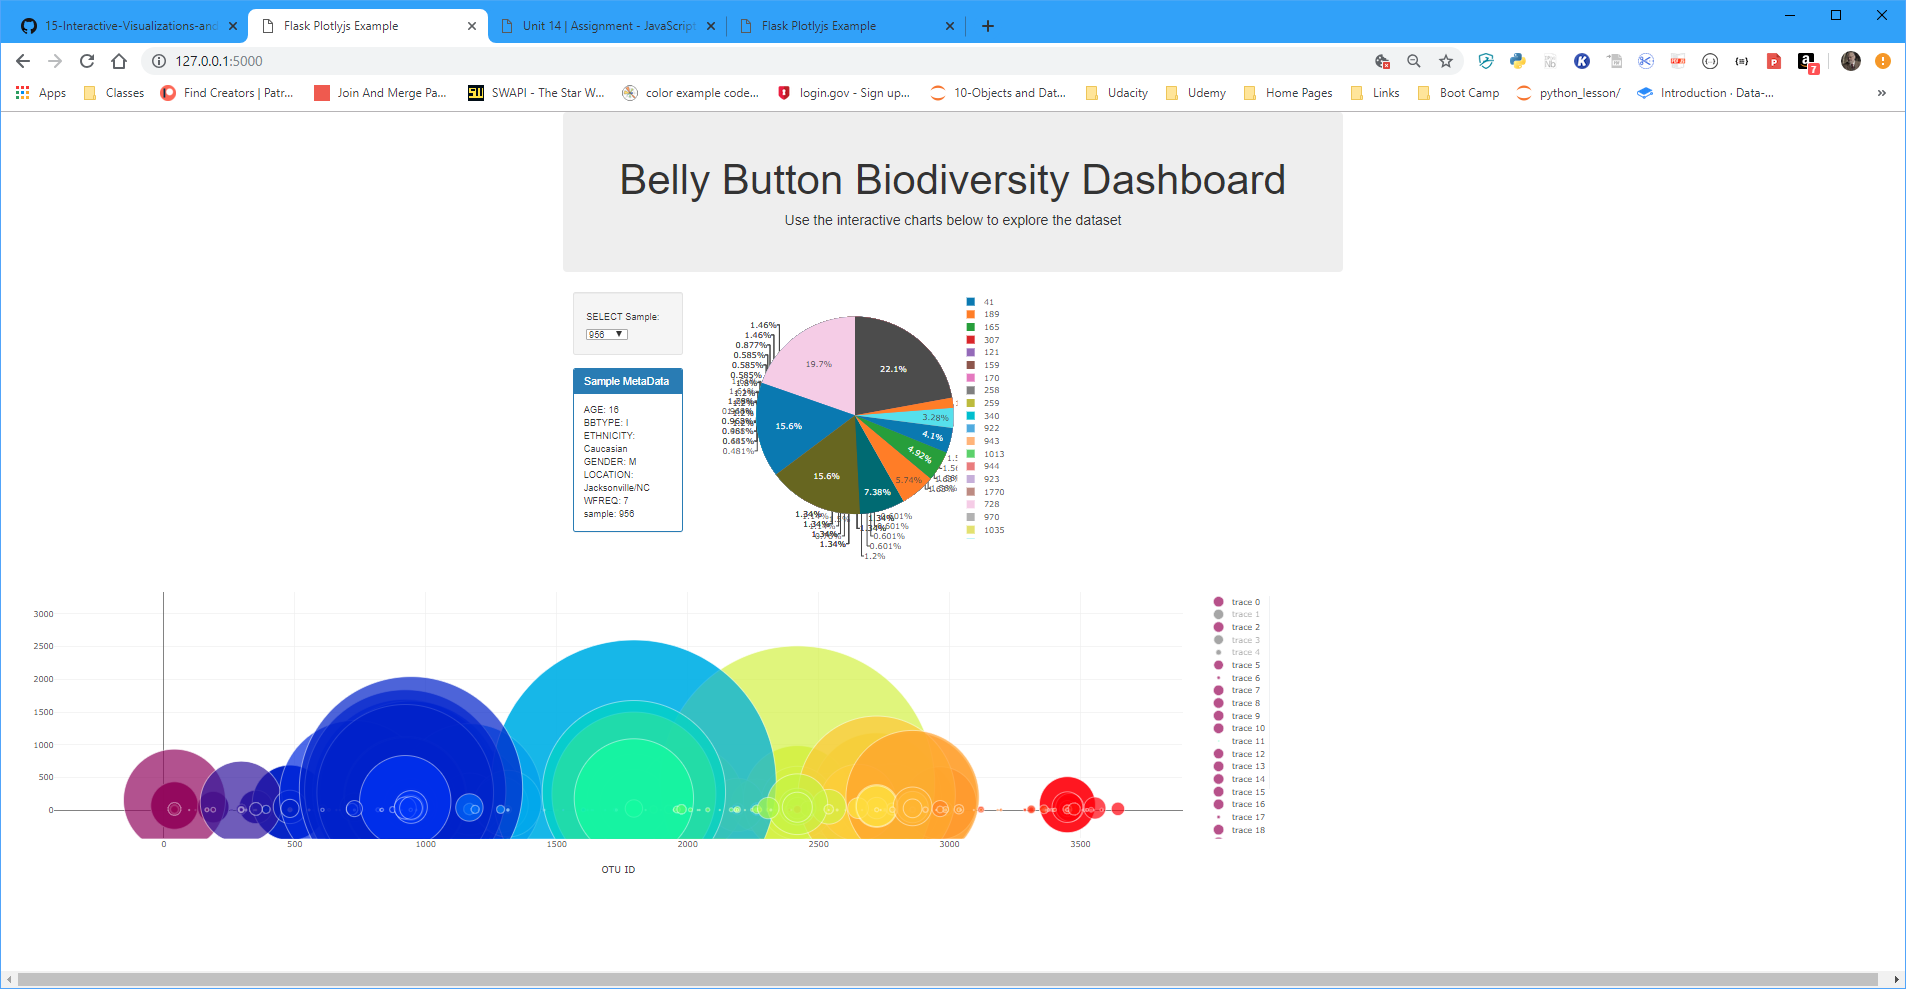 15-Interactive-Visualizations-and
Flask Plotlyjs Example
Unit 14 | Assignment - JavaScript
Flask Plotlyjs Example
127.0.0.1:5000
Apps
Classes
Find Creators | Patr...
Join And Merge Pa...
SWAPI - The Star W...
color example code...
login.gov - Sign up...
10-Objects and Dat...
Udacity
Udemy
Home Pages
Links
Boot Camp
python_lesson/
Introduction · Data-...
»
Belly Button Biodiversity Dashboard
Use the interactive charts below to explore the dataset
SELECT Sample:
956
Sample MetaData
AGE: 16
BBTYPE: I
ETHNICITY:
Caucasian
GENDER: M
LOCATION:
Jacksonville/NC
WFREQ: 7
sample: 956
1.46%
1.46%
0.877%
0.585%
0.585%
0.585%
0.481%
19.7%
22.1%
3.28%
4.1%
4.92%
5.74%
7.38%
15.6%
15.6%
1.34%
1.34%
1.34%
1.34%
1.34%
0.601%
0.601%
0.601%
0.601%
1.2%
41
189
165
307
121
159
170
258
259
340
922
943
1013
944
923
1770
728
970
1035
3000
2500
2000
1500
1000
500
0
0
500
1000
1500
2000
2500
3000
3500
OTU ID
trace 0
trace 1
trace 2
trace 3
trace 4
trace 5
trace 6
trace 7
trace 8
trace 9
trace 10
trace 11
trace 12
trace 13
trace 14
trace 15
trace 16
trace 17
trace 18